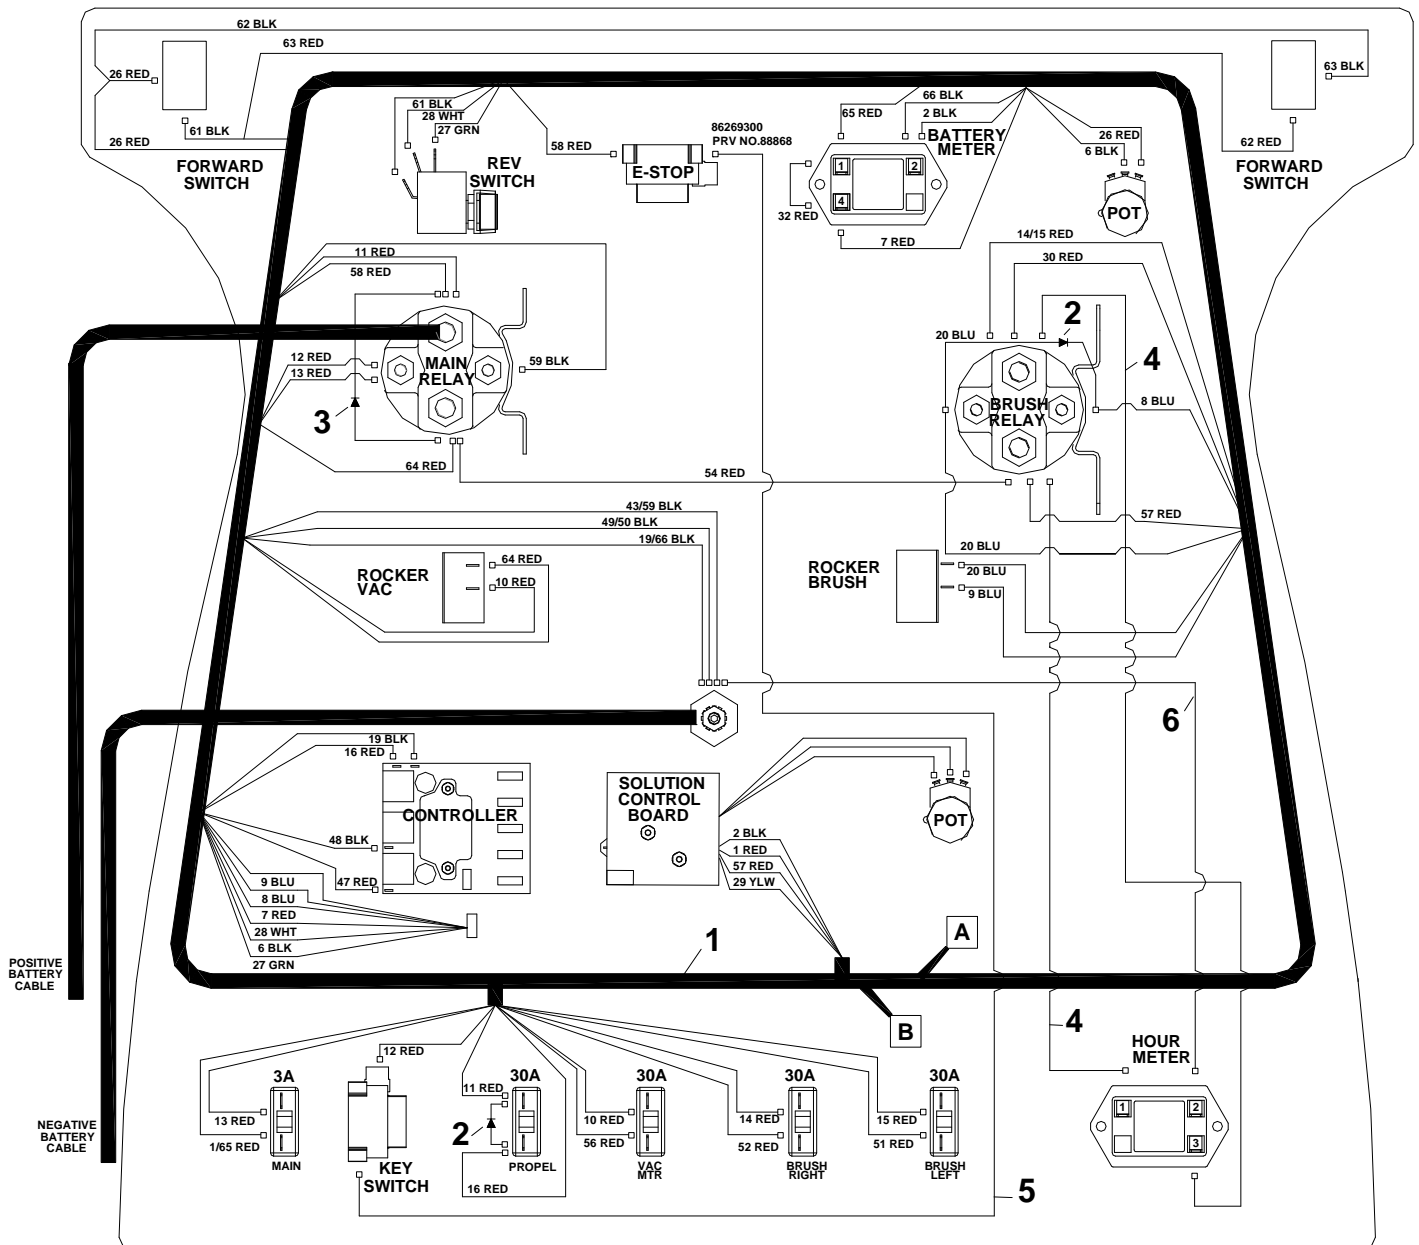 62 BLK
63 RED
26 RED
63 BLK
61 BLK
26 RED
FORWARD
SWITCH
61 BLK
28 WHT
27 GRN
REV
SWITCH
58 RED
E-STOP
86269300
PRV NO.88868
65 RED
66 BLK
2 BLK
BATTERY
METER
1
2
4
32 RED
7 RED
26 RED
6 BLK
POT
62 RED
FORWARD
SWITCH
11 RED
58 RED
14/15 RED
30 RED
12 RED
13 RED
MAIN
RELAY
59 BLK
3
64 RED
20 BLU
2
4
BRUSH
RELAY
8 BLU
54 RED
57 RED
43/59 BLK
49/50 BLK
19/66 BLK
ROCKER
VAC
64 RED
10 RED
20 BLU
ROCKER
BRUSH
20 BLU
9 BLU
6
19 BLK
16 RED
CONTROLLER
48 BLK
47 RED
9 BLU
8 BLU
7 RED
28 WHT
6 BLK
27 GRN
SOLUTION
CONTROL
BOARD
POT
2 BLK
1 RED
57 RED
29 YLW
1
A
B
POSITIVE
BATTERY
CABLE
4
HOUR
METER
1
2
3
12 RED
3A
13 RED
1/65 RED
MAIN
KEY
SWITCH
30A
11 RED
2
PROPEL
16 RED
30A
10 RED
56 RED
VAC
MTR
30A
14 RED
52 RED
BRUSH
RIGHT
30A
15 RED
51 RED
BRUSH
LEFT
5
NEGATIVE
BATTERY
CABLE